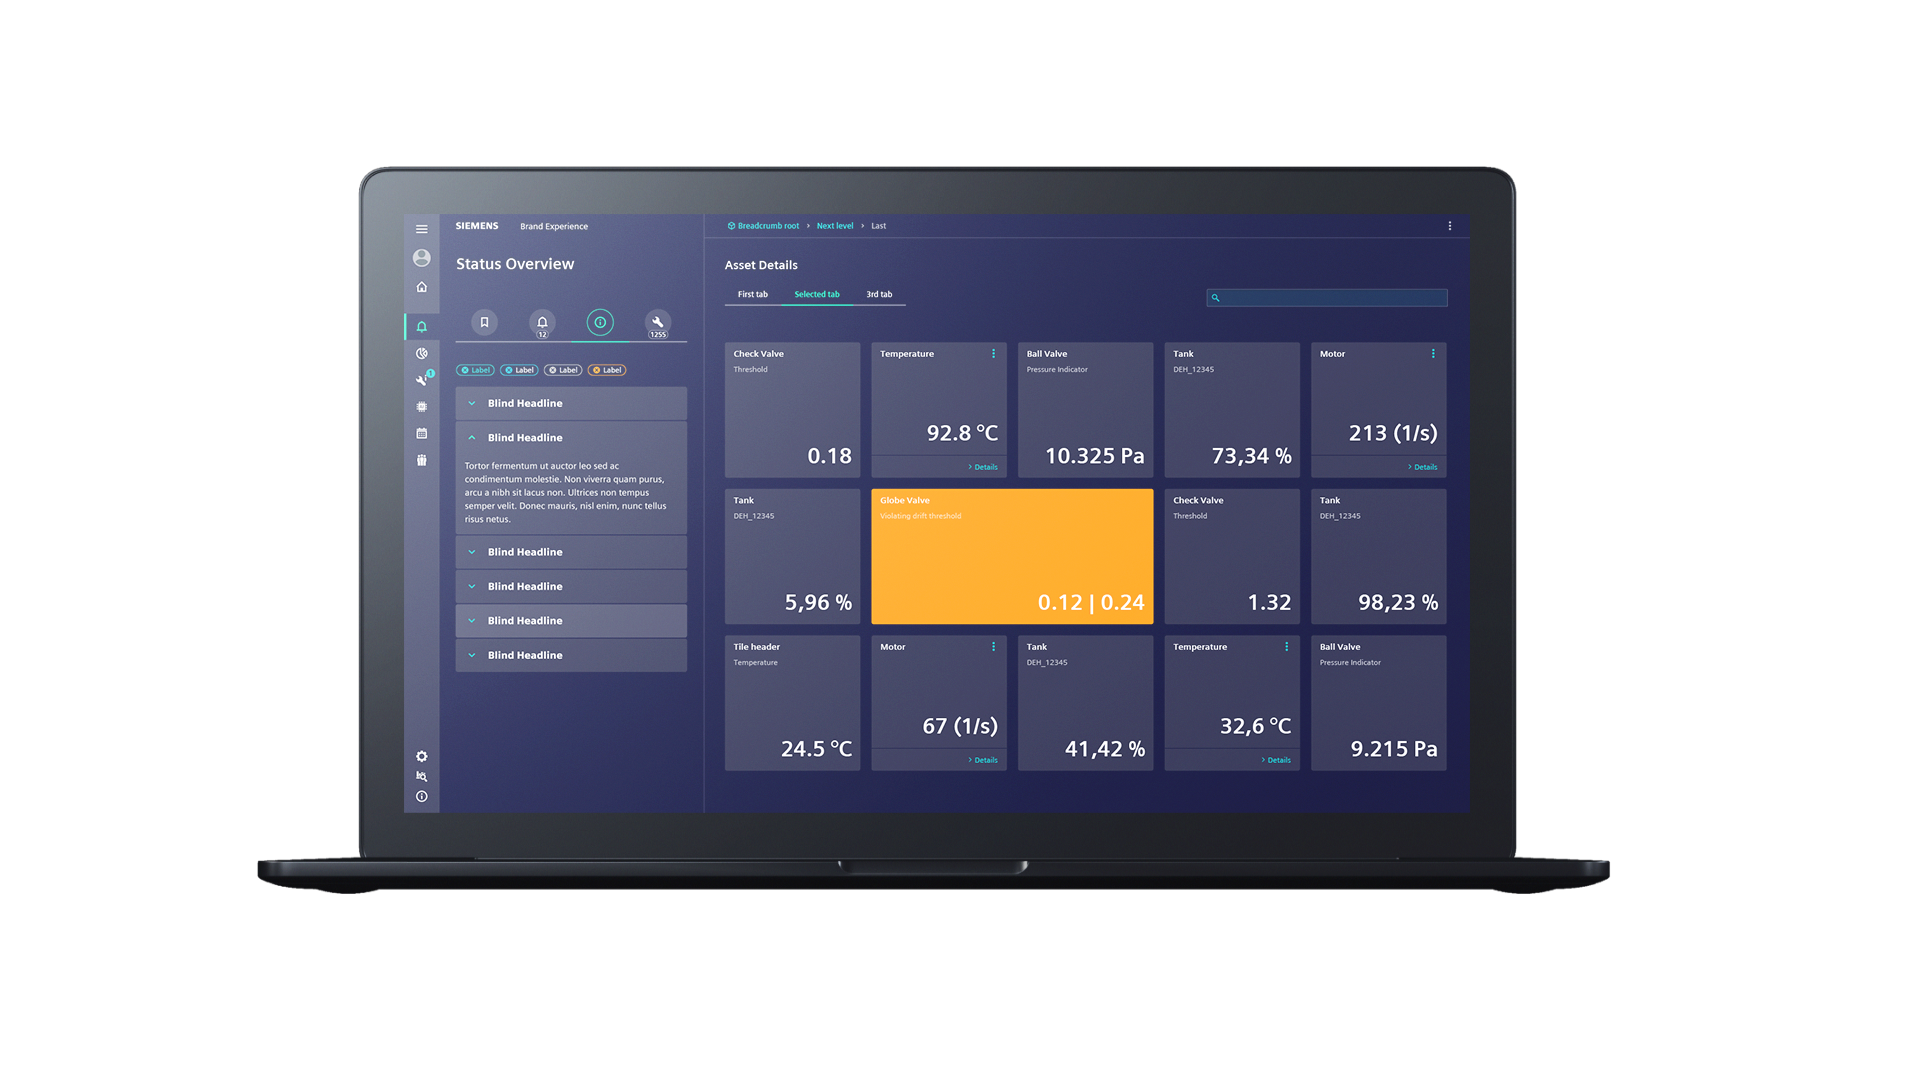 SIEMENS
Brand Experience
Status Overview
12
1255
Label
Label
Label
Label
Blind Headline
Blind Headline
Tortor fermentum ut auctor leo sed ac
condimentum molestie. Non viverra quam purus,
arcu a nibh sit lacus non. Ultrices non tempus
semper velit. Donec mauris, nisl enim, nunc tellus
risus netus.
Blind Headline
Blind Headline
Blind Headline
Blind Headline
1
Breadcrumb root > Next level > Last
Asset Details
First tab
Selected tab
3rd tab
Check Valve
Threshold
0.18
Temperature
92.8 °C
> Details
Ball Valve
Pressure Indicator
10.325 Pa
Tank
DEH_12345
73,34 %
Motor
213 (1/s)
> Details
Tank
DEH_12345
5,96 %
Globe Valve
Violating drift threshold
0.12 | 0.24
Check Valve
Threshold
1.32
Tank
DEH_12345
98,23 %
Tile header
Temperature
24.5 °C
Motor
67 (1/s)
> Details
Tank
DEH_12345
41,42 %
Temperature
32,6 °C
> Details
Ball Valve
Pressure Indicator
9.215 Pa